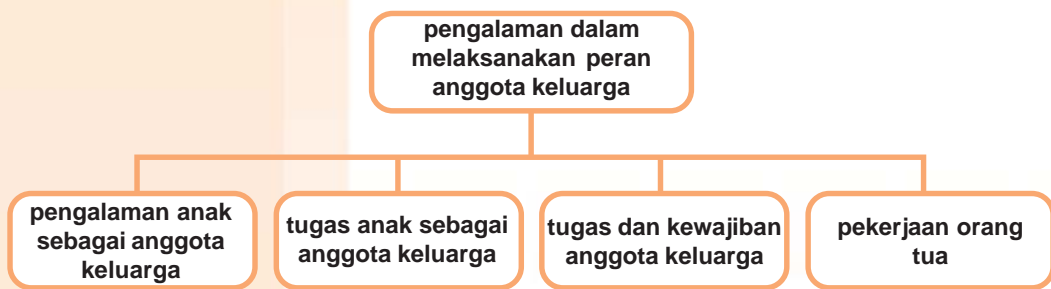 pengalaman dalam
melaksanakan peran
anggota keluarga
pengalaman anak
sebagai anggota
keluarga
tugas anak sebagai
anggota keluarga
tugas dan kewajiban
anggota keluarga
pekerjaan orang
tua